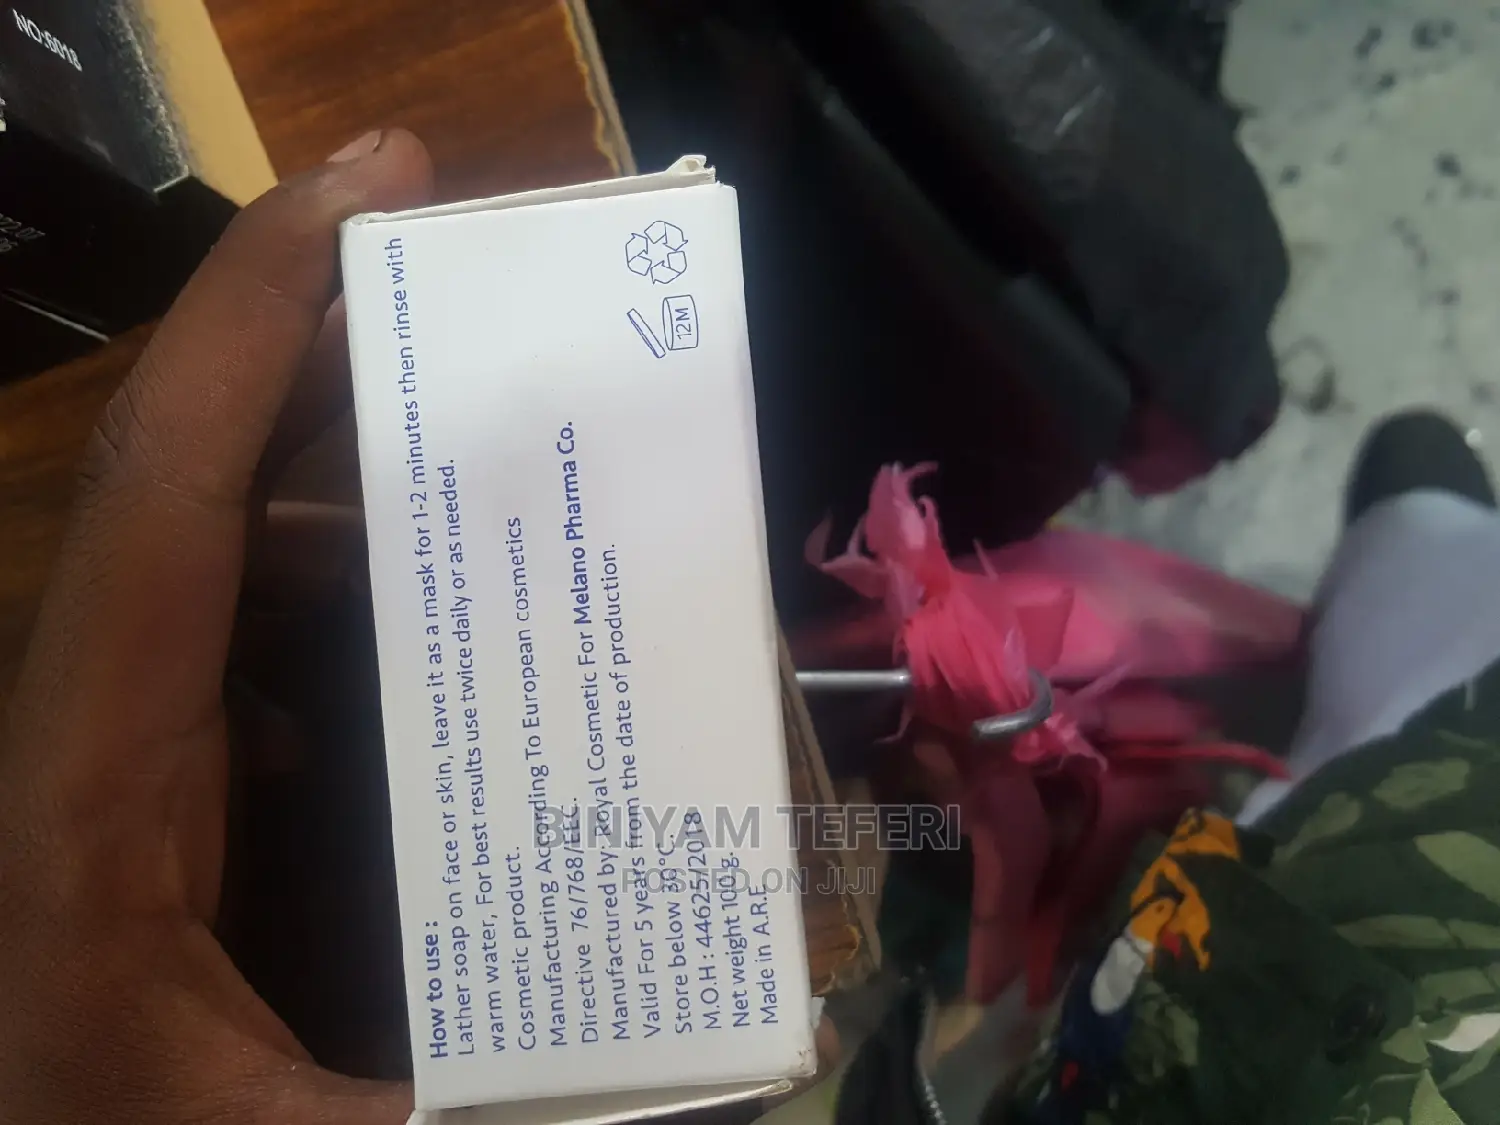 NO:6018
How to use :
Lather soap on face or skin, leave it as a mask for 1-2 minutes then rinse with
warm water, For best results use twice daily or as needed.
Cosmetic product.
Manufacturing According To European cosmetics
Directive 76/768/EEC.
Manufactured by : Royal Cosmetic For Melano Pharma Co.
Valid For 5 years from the date of production.
Store below 30°C.
M.O.H : 44625/2018
Net weight 100 g.
Made in A.R.E
12M
BINIYAM TEFERI
POSTED ON JIJI